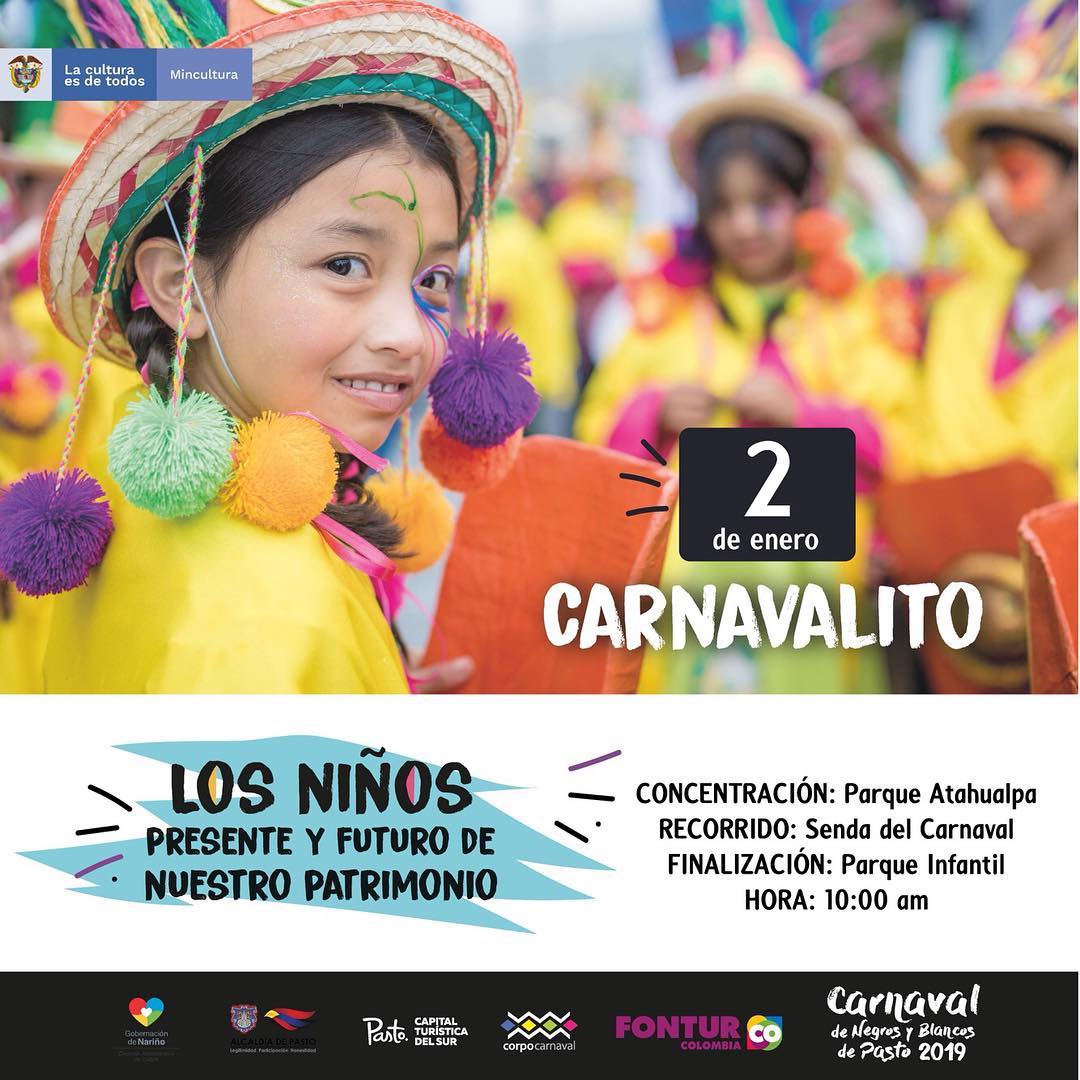 La cultura
es de todos
Mincultura
2
de enero
CARNAVALITO
LOS NIÑOS
PRESENTE Y FUTURO DE
NUESTRO PATRIMONIO
CONCENTRACIÓN: Parque Atahualpa
RECORRIDO: Senda del Carnaval
FINALIZACIÓN: Parque Infantil
HORA: 10:00 am
Gobernación
de Nariño
ALCALDÍA DE PASTO
Legitimidad Participación Honestidad
Pasto.
CAPITAL
TURÍSTICA
DEL SUR
corpocarnaval
FONTUR
COLOMBIA
CO
Carnaval
de Negros y Blancos
de Pasto 2019